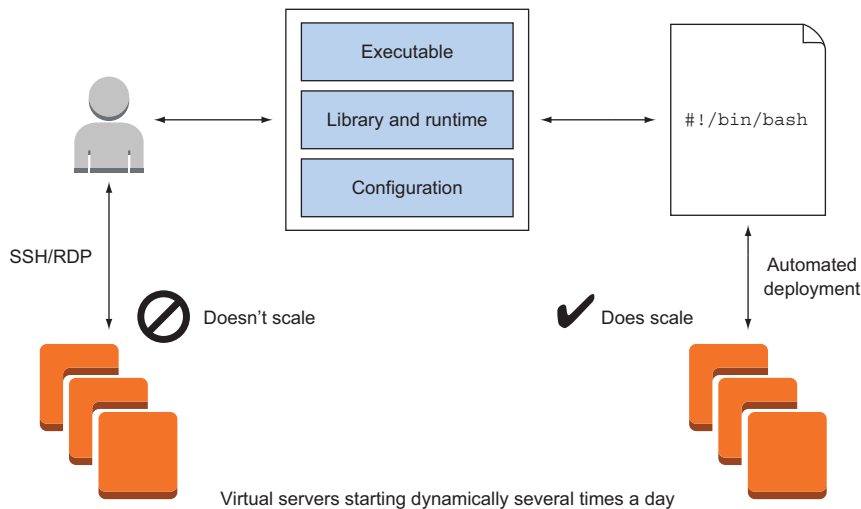 Executable
Library and runtime
Configuration
#!/bin/bash
SSH/RDP
Doesn’t scale
Does scale
Automated
deployment
Virtual servers starting dynamically several times a day